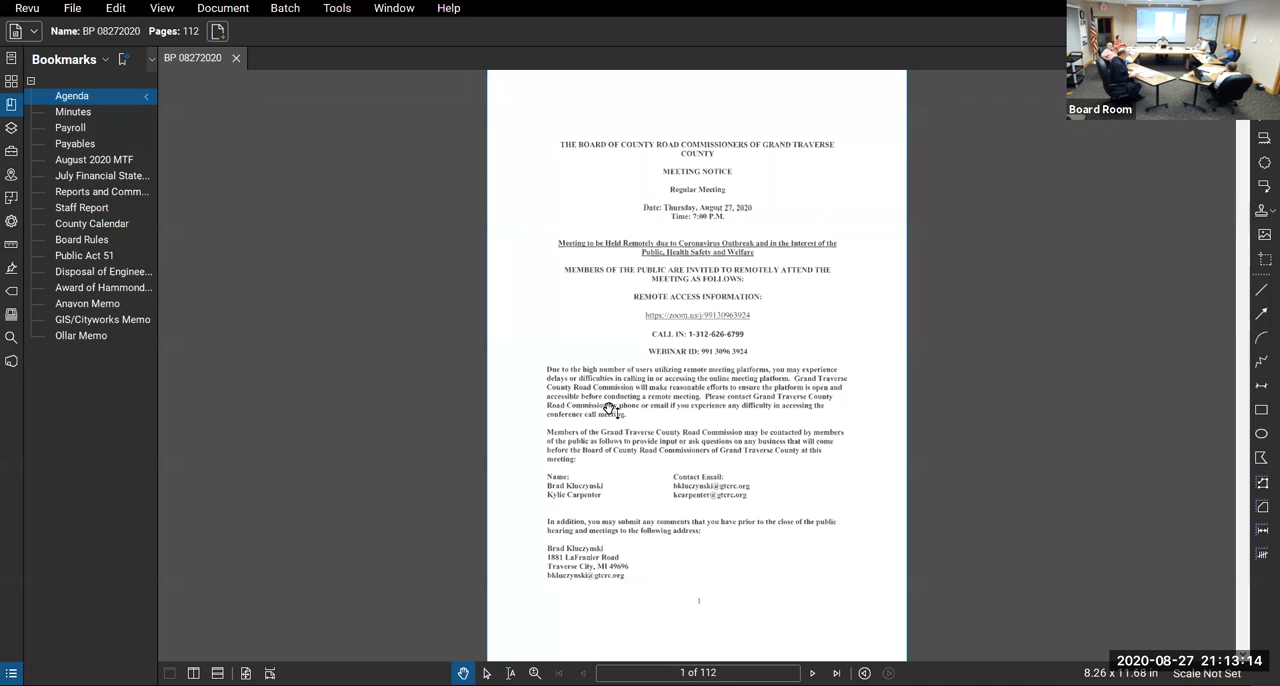 Revu File Edit View Document Batch Tools Window Help
Name: BP 08272020 Pages: 112
Bookmarks
BP 08272020
Agenda
Minutes
Payroll
Payables
August 2020 MTF
July Financial State...
Reports and Comm...
Staff Report
County Calendar
Board Rules
Public Act 51
Disposal of Enginee...
Award of Hammond...
Anavon Memo
GIS/Cityworks Memo
Ollar Memo
THE BOARD OF COUNTY ROAD COMMISSIONERS OF GRAND TRAVERSE
COUNTY
MEETING NOTICE
Regular Meeting
Date: Thursday, August 27, 2020
Time: 7:00 P.M.
Meeting to be Held Remotely due to Coronavirus Outbreak and in the Interest of the
Public, Health Safety and Welfare
MEMBERS OF THE PUBLIC ARE INVITED TO REMOTELY ATTEND THE
MEETING AS FOLLOWS:
REMOTE ACCESS INFORMATION:
https://zoom.us/j/99130963924
CALL IN: 1-312-626-6799
WEBINAR ID: 991 3096 3924
Due to the high number of users utilizing remote meeting platforms, you may experience
delays or difficulties in calling in or accessing the online meeting platform. Grand Traverse
County Road Commission will make reasonable efforts to ensure the platform is open and
accessible before conducting a remote meeting. Please contact Grand Traverse County
Road Commission by phone or email if you experience any difficulty in accessing the
conference call meeting.
Members of the Grand Traverse County Road Commission may be contacted by members
of the public as follows to provide input or ask questions on any business that will come
before the Board of County Road Commissioners of Grand Traverse County at this
meeting:
Name: Contact Email:
Brad Kluczynski bkluczynski@gtcrc.org
Kylie Carpenter kcarpenter@gtcrc.org
In addition, you may submit any comments that you have prior to the close of the public
hearing and meetings to the following address:
Brad Kluczynski
1881 LaFranier Road
Traverse City, MI 49696
bkluczynski@gtcrc.org
1
Board Room
1 of 112
8.26 x 11.68 in Scale Not Set
2020-08-27 21:13:14